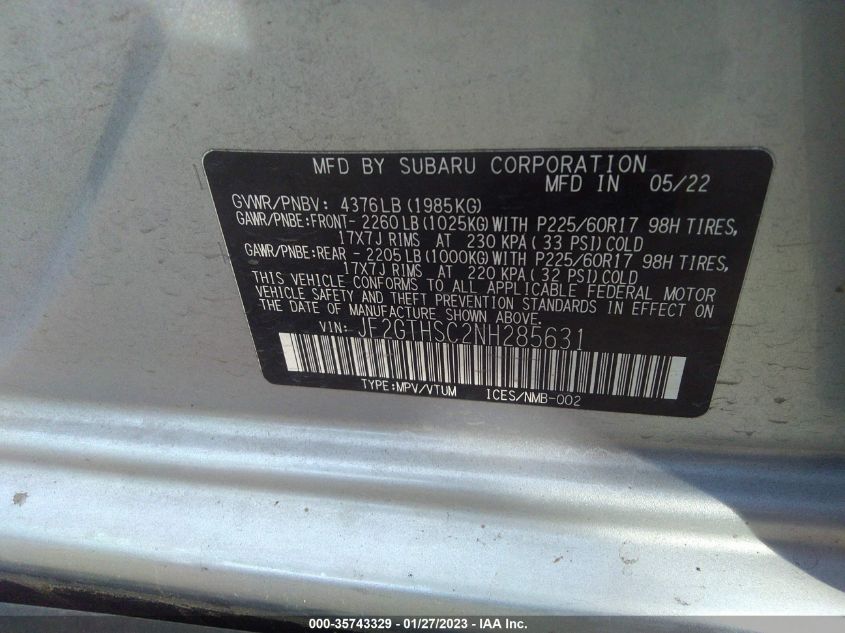 MFD BY SUBARU CORPORATION
MFD IN 05/22
GVWR/PNBV: 4376LB (1985KG)
GAWR/PNBE:FRONT- 2260LB (1025KG) WITH P225/60R17 98H TIRES,
17X7J RIMS AT 230 KPA (33 PSI) COLD
GAWR/PNBE:REAR - 2205LB (1000KG) WITH P225/60R17 98H TIRES,
17X7J RIMS AT 220 KPA (32 PSI) COLD
THIS VEHICLE CONFORMS TO ALL APPLICABLE FEDERAL MOTOR
VEHICLE SAFETY AND THEFT PREVENTION STANDARDS IN EFFECT ON
THE DATE OF MANUFACTURE SHOWN ABOVE.
VIN: JF2GTHSC2NH285631
TYPE:MPV/VTUM ICES/NMB-002
000-35743329 - 01/27/2023 - IAA Inc.